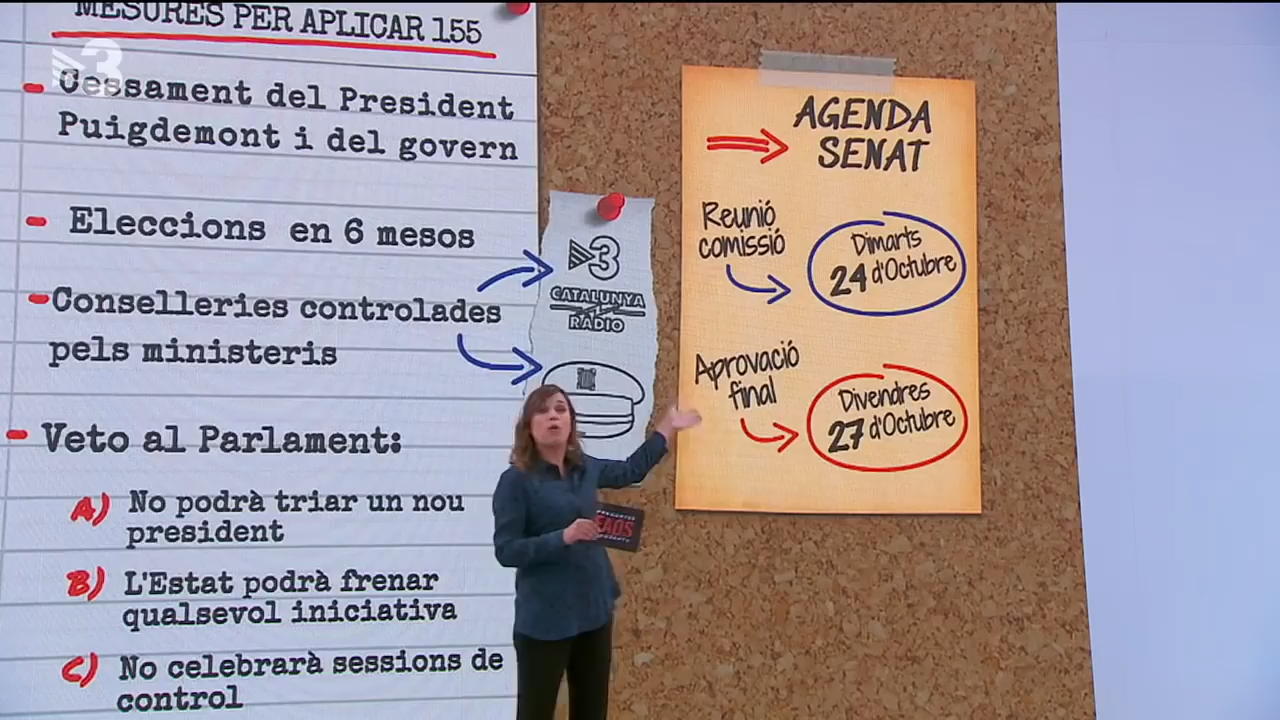 MESURES PER APLICAR 155
- Cessament del President
Puigdemont i del govern
- Eleccions en 6 mesos
- Conselleries controlades
pels ministeris
- Veto al Parlament:
A) No podrà triar un nou
president
B) L'Estat podrà frenar
qualsevol iniciativa
C) No celebrarà sessions de
control
3
3
CATALUNYA
RÀDIO
AGENDA
SENAT
Reunió
comissió
Dimarts
24 d'Octubre
Aprovació
final
Divendres
27 d'Octubre
FAQS